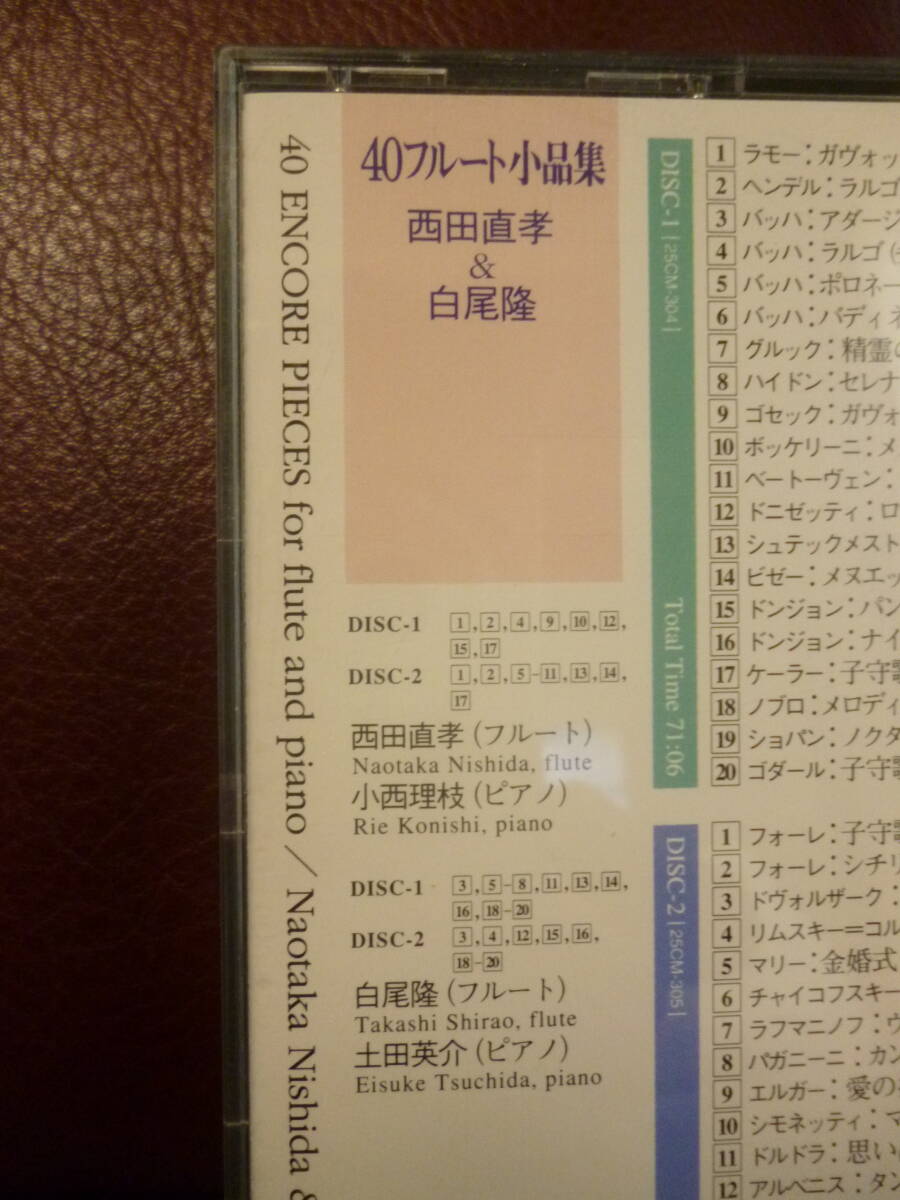 40 ENCORE PIECES for flute and piano / Naotaka Nishida &
40フルート小品集
西田直孝
&
白尾隆
DISC-1 1, 2, 4, 9, 10, 12,
15, 17
DISC-2 1, 2, 5-11, 13, 14,
17
西田直孝(フルート)
Naotaka Nishida, flute
小西理枝(ピアノ)
Rie Konishi, piano
DISC-1 3, 5-8, 11, 13, 14,
16, 18-20
DISC-2 3, 4, 12, 15, 16,
18-20
白尾隆(フルート)
Takashi Shirao, flute
土田英介(ピアノ)
Eisuke Tsuchida, piano
DISC-1 [25CM-304] Total Time 71:06
1 ラモー:ガヴォッ
2 ヘンデル:ラルゴ
3 バッハ:アダージ
4 バッハ:ラルゴ(
5 バッハ:ポロネー
6 バッハ:バディネ
7 グルック:精霊の
8 ハイドン:セレナ
9 ゴセック:ガヴォ
10 ボッケリーニ:メ
11 ベートーヴェン:
12 ドニゼッティ:ロ
13 シュテックメスト
14 ビゼー:メヌエッ
15 ドンジョン:パン
16 ドンジョン:ナイ
17 ケーラー:子守歌
18 ノブロ:メロディ
19 ショパン:ノクタ
20 ゴダール:子守歌
DISC-2 [25CM-305]
1 フォーレ:子守歌
2 フォーレ:シチリ
3 ドヴォルザーク:
4 リムスキー=コル
5 マリー:金婚式
6 チャイコフスキー
7 ラフマニノフ:ヴ
8 パガニーニ:カン
9 エルガー:愛の
10 シモネッティ:マ
11 ドルドラ:思い
12 アルベニス:タン